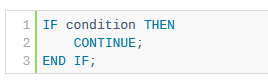 1 IF condition THEN
2     CONTINUE;
3 END IF;